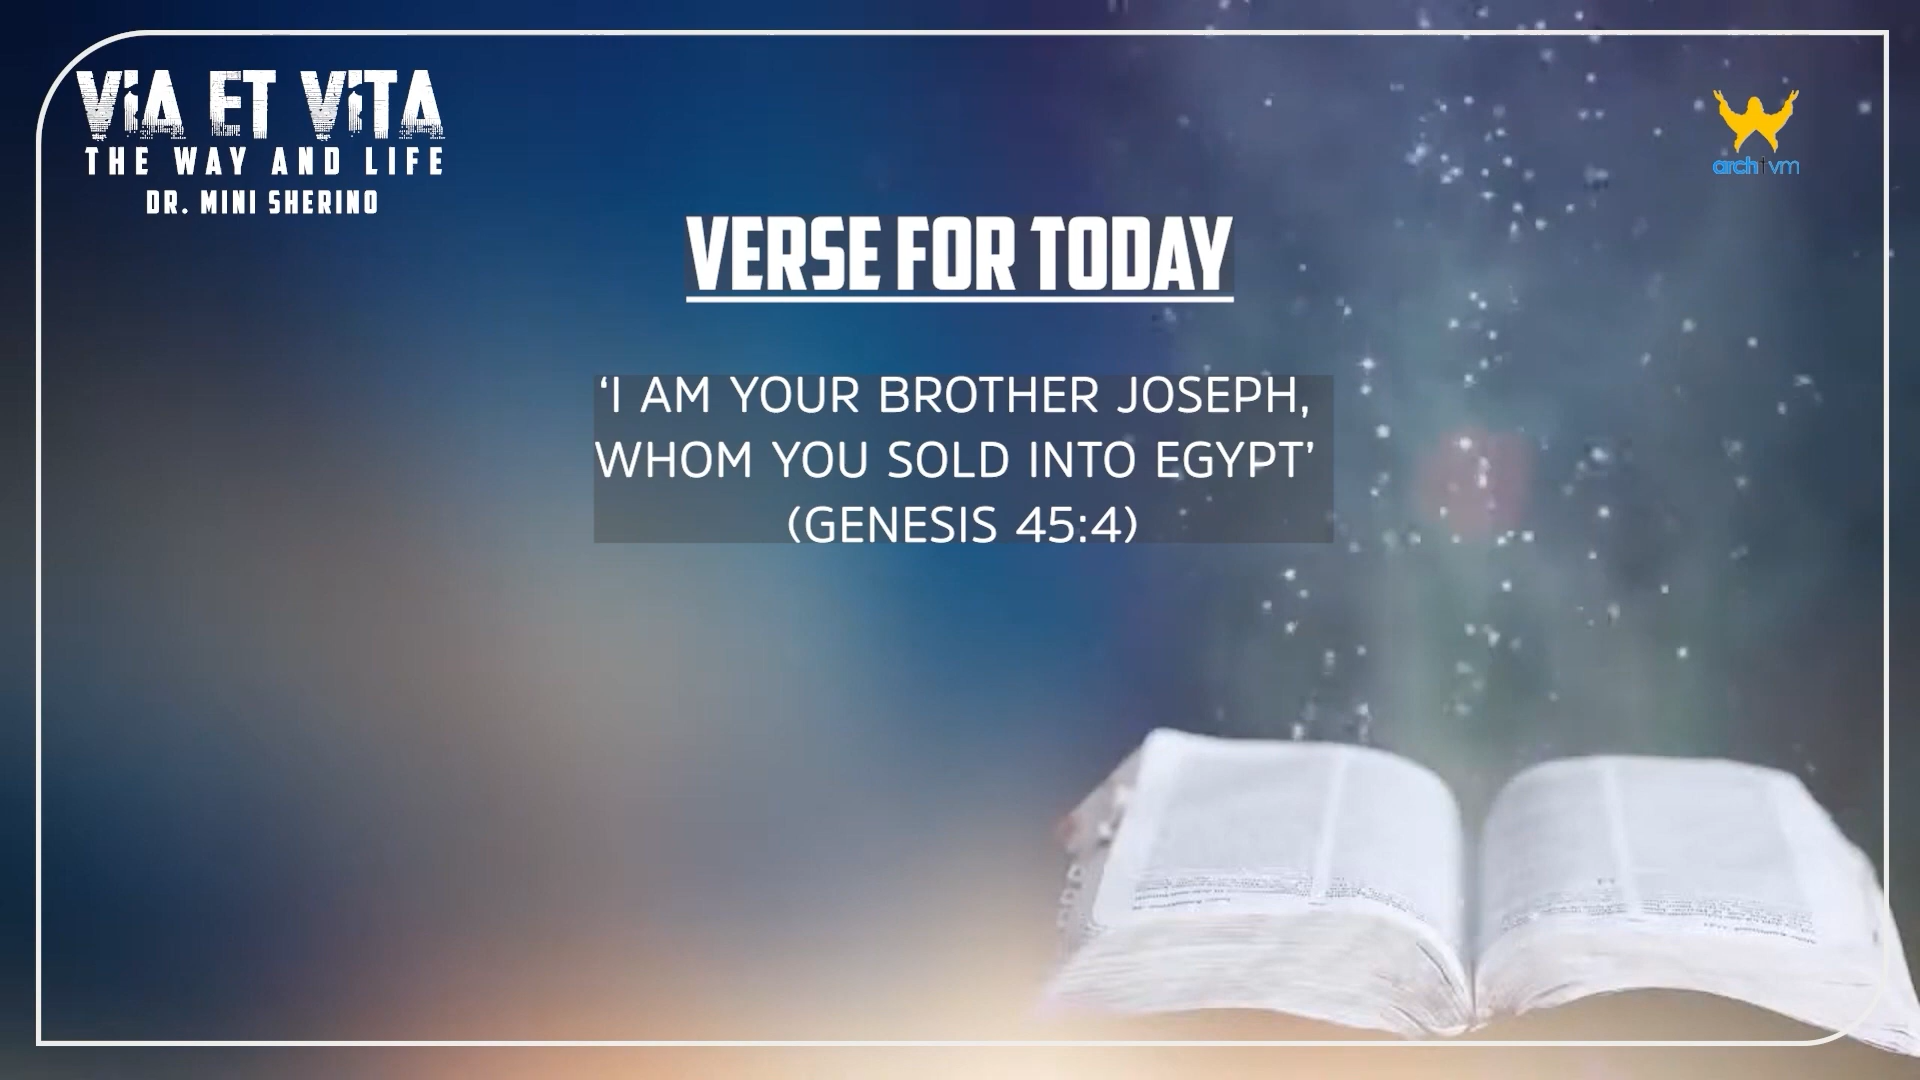 ViA ET ViTA
THE WAY AND LIFE
DR. MINI SHERINO
archtvm
VERSE FOR TODAY
‘I AM YOUR BROTHER JOSEPH,
WHOM YOU SOLD INTO EGYPT’
(GENESIS 45:4)